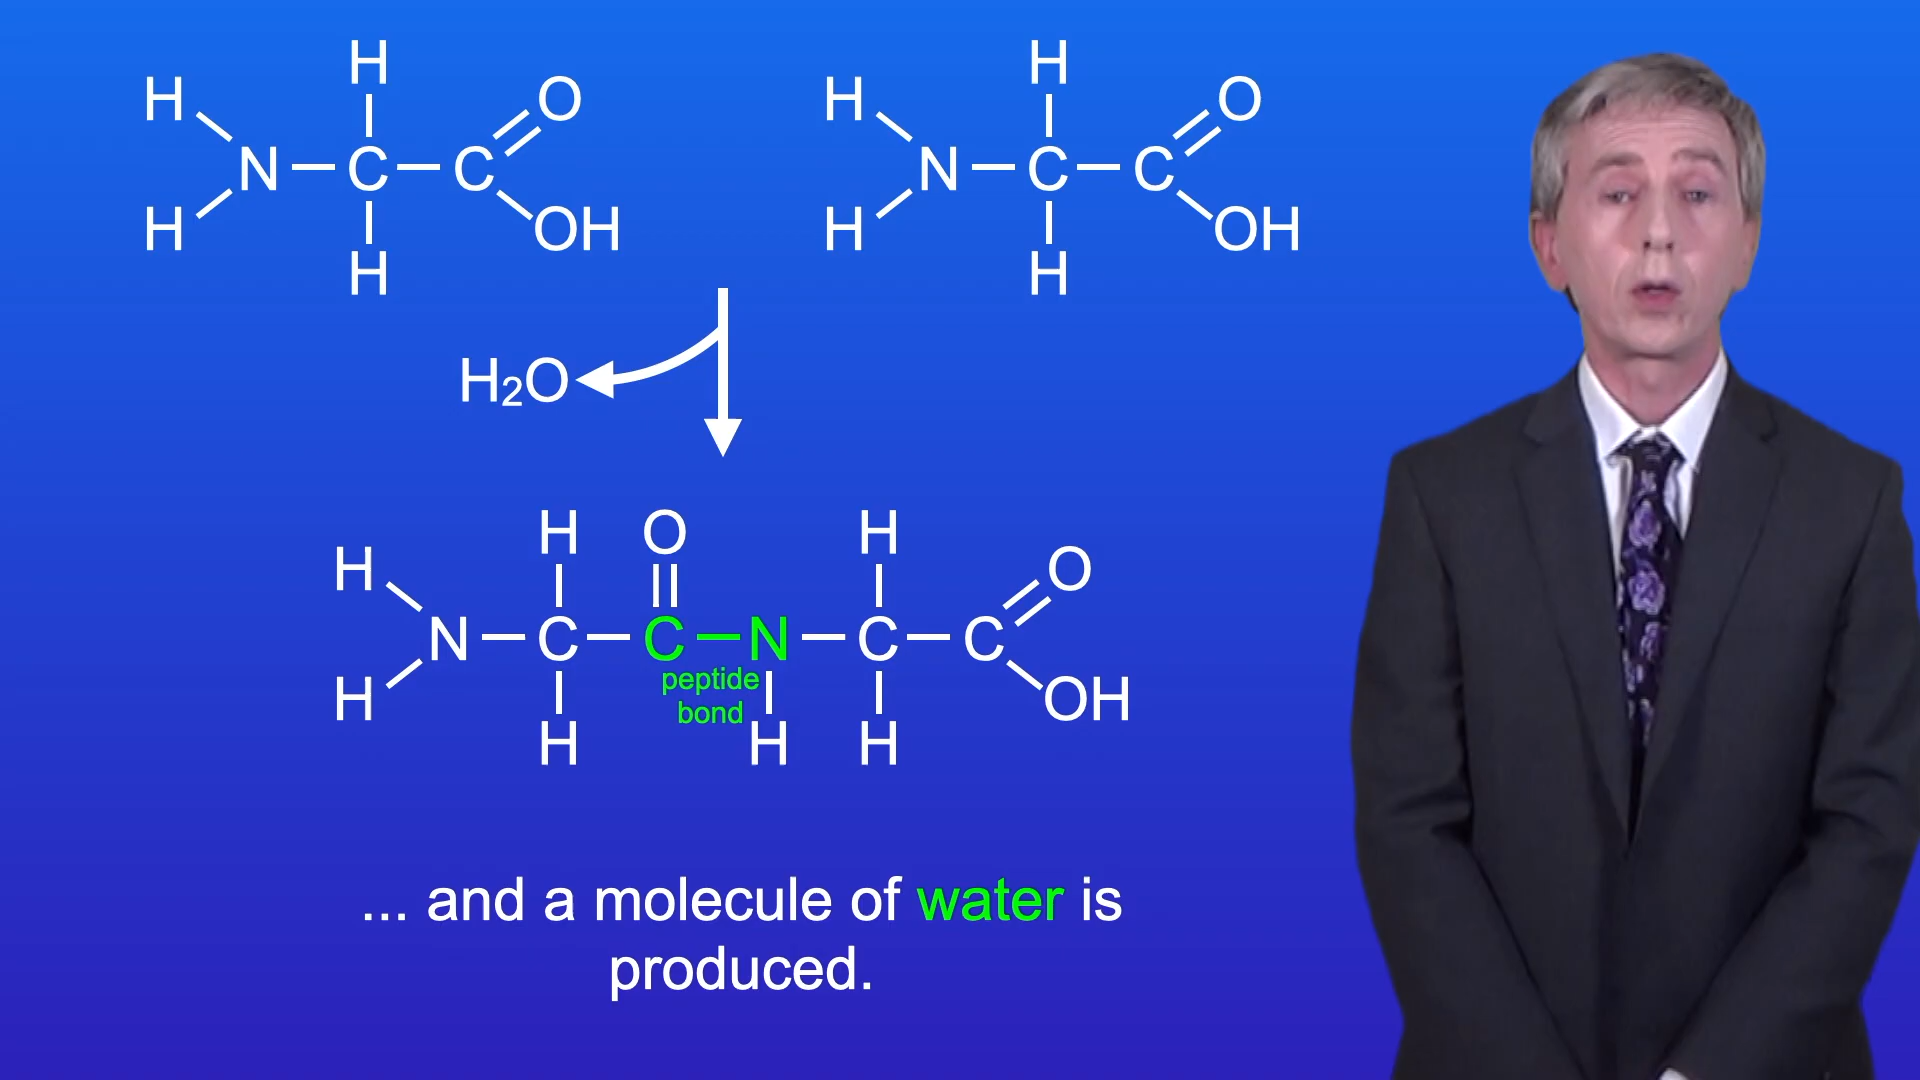 H H
H O H O
N C C N C C
H OH H OH
H H
H₂O
H O H
H O
N C C N C C
peptide
H OH
bond
H H H
... and a molecule of water is
produced.